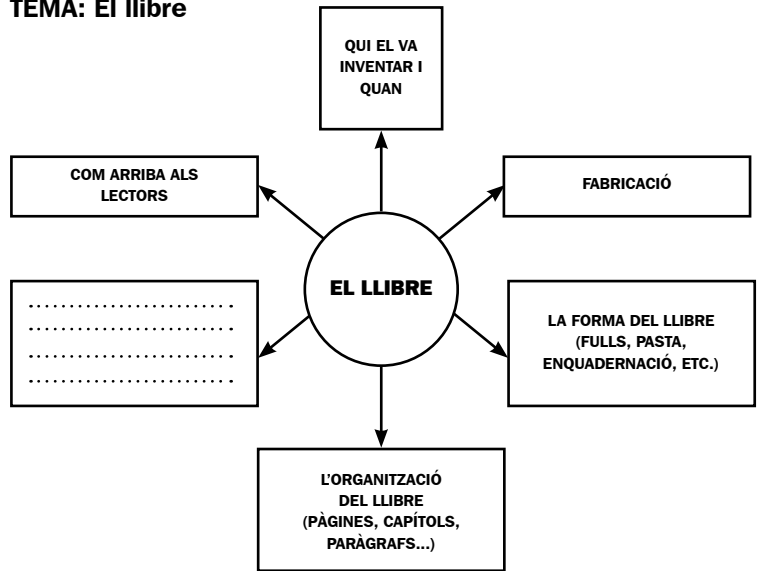 TEMA: El llibre
QUI EL VA
INVENTAR I
QUAN
COM ARRIBA ALS
LECTORS
FABRICACIÓ
EL LLIBRE
LA FORMA DEL LLIBRE
(FULLS, PASTA,
ENQUADERNACIÓ, ETC.)
L'ORGANITZACIÓ
DEL LLIBRE
(PÀGINES, CAPÍTOLS,
PARÀGRAFS...)